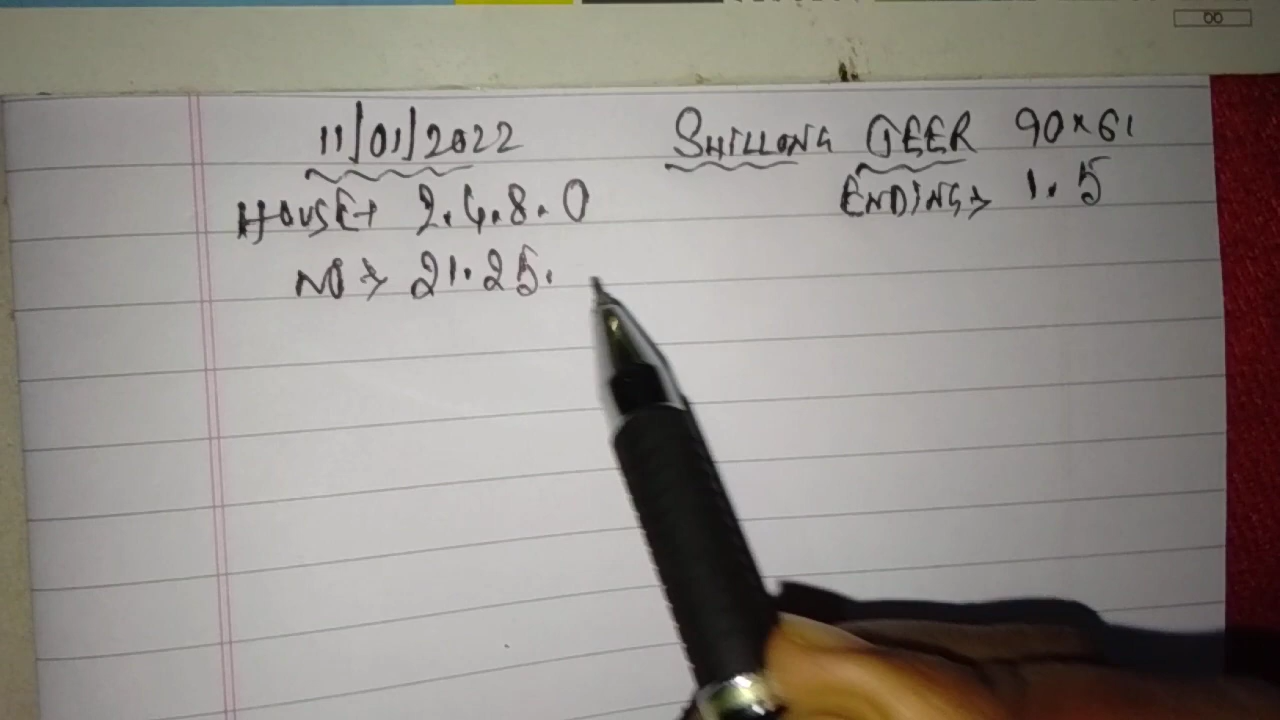 11/01/2022 SHILLONG TEER 90×61
HOUSE→ 2.4.8.0 ENDING→ 1.5
NO→ 21.25.